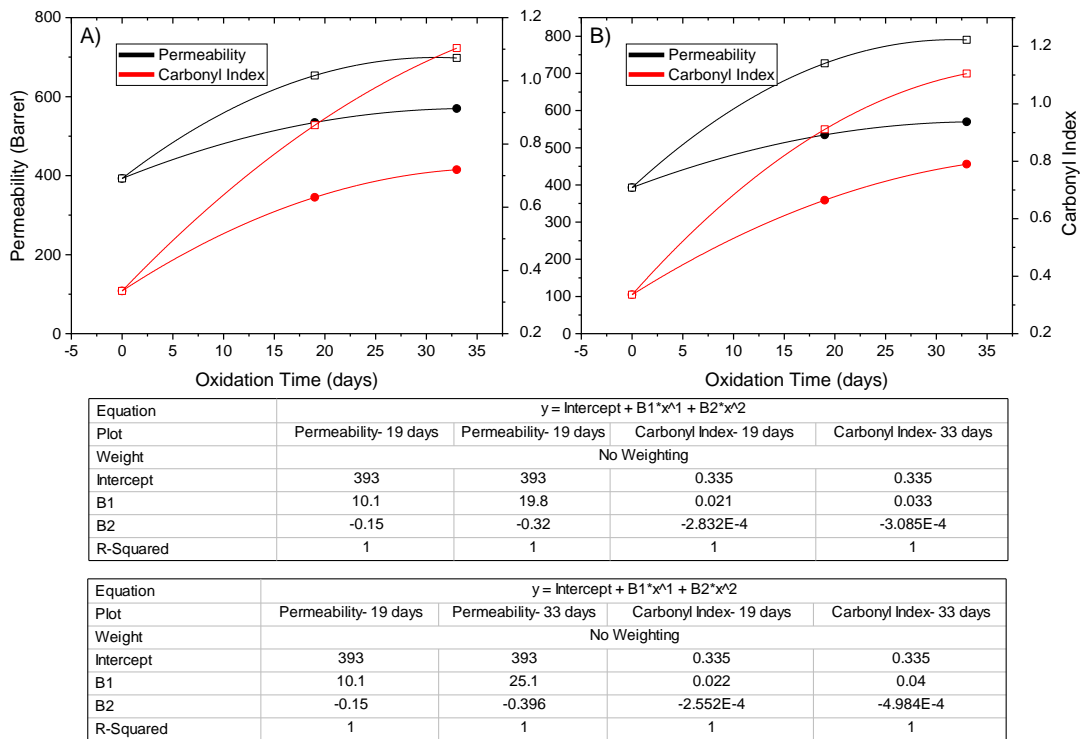 A)
Permeability
Carbonyl Index
800
600
400
200
0
Permeability (Barrer)
1.2
1.0
0.8
0.6
0.4
0.2
-5 0 5 10 15 20 25 30 35
Oxidation Time (days)
B)
Permeability
Carbonyl Index
800
700
600
500
400
300
200
100
0
1.2
1.0
0.8
0.6
0.4
0.2
Carbonyl Index
-5 0 5 10 15 20 25 30 35
Oxidation Time (days)
Equation y = Intercept + B1*x^1 + B2*x^2
Plot Permeability- 19 days Permeability- 19 days Carbonyl Index- 19 days Carbonyl Index- 33 days
Weight No Weighting
Intercept 393 393 0.335 0.335
B1 10.1 19.8 0.021 0.033
B2 -0.15 -0.32 -2.832E-4 -3.085E-4
R-Squared 1 1 1 1
Equation y = Intercept + B1*x^1 + B2*x^2
Plot Permeability- 19 days Permeability- 33 days Carbonyl Index- 19 days Carbonyl Index- 33 days
Weight No Weighting
Intercept 393 393 0.335 0.335
B1 10.1 25.1 0.022 0.04
B2 -0.15 -0.396 -2.552E-4 -4.984E-4
R-Squared 1 1 1 1